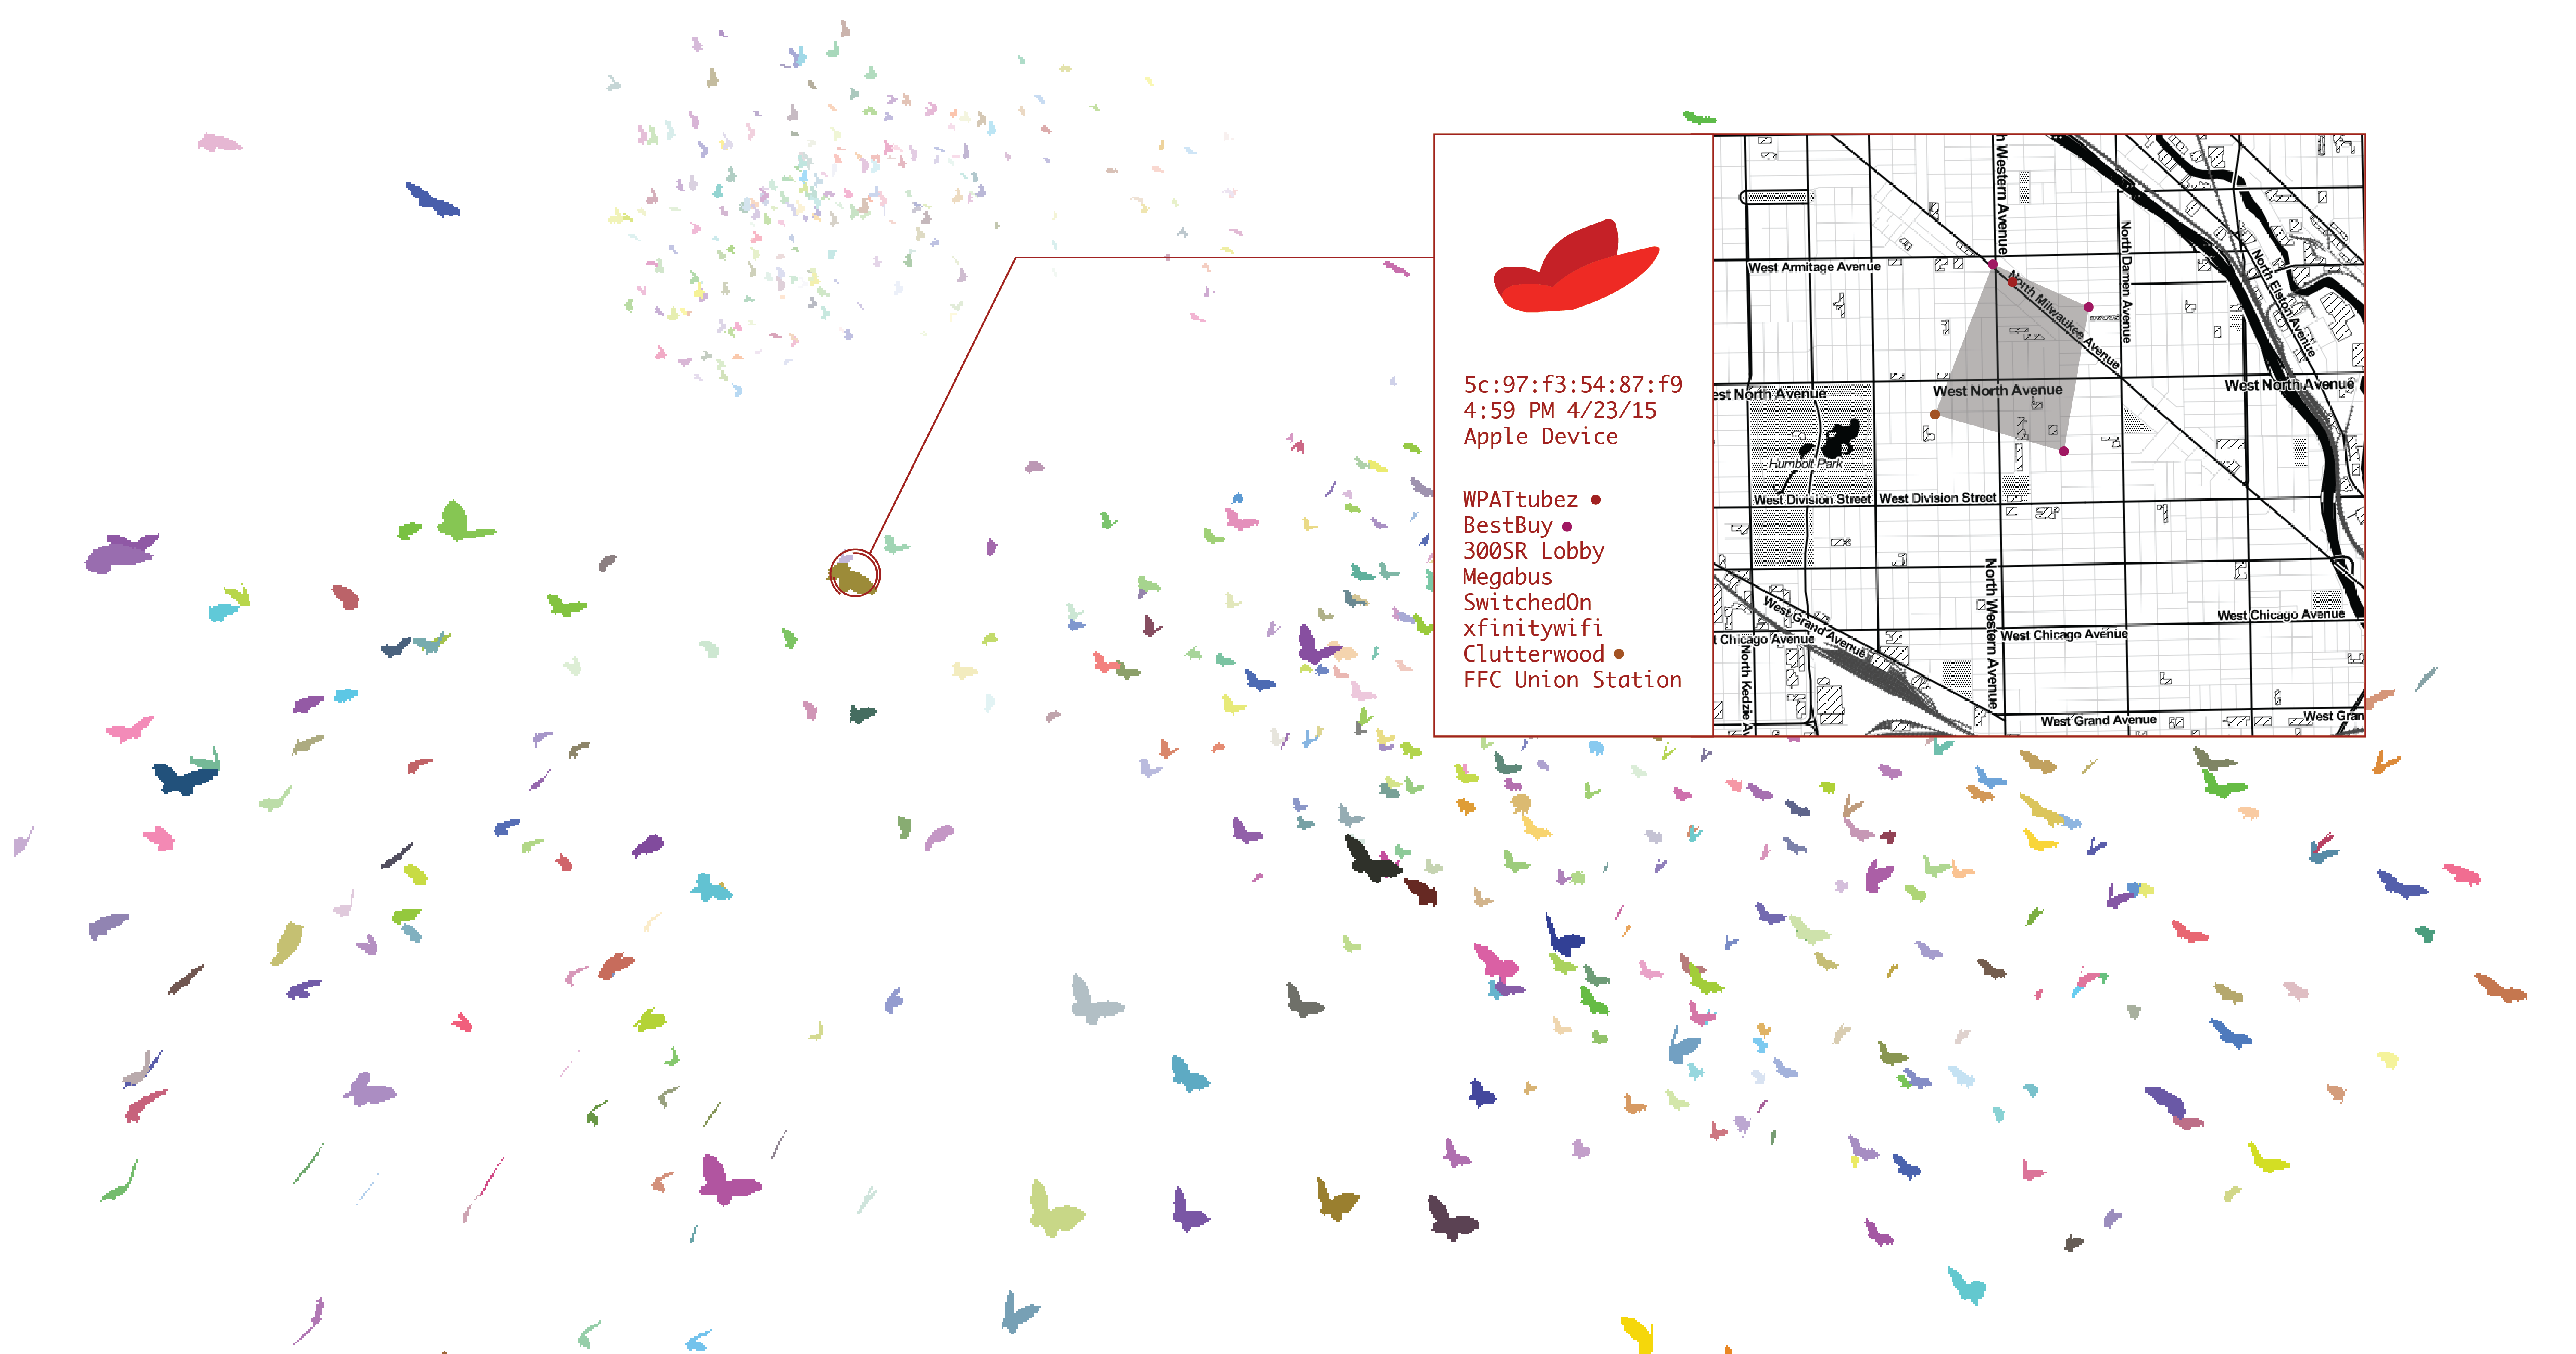 5c:97:f3:54:87:f9
4:59 PM 4/23/15
Apple Device
WPATtubez
BestBuy
300SR Lobby
Megabus
SwitchedOn
xfinitywifi
Clutterwood
FFC Union Station
n Western Avenue
North Damen Avenue
North Elston Avenue
West Armitage Avenue
North Milwaukee Avenue
est North Avenue
West North Avenue
West North Avenue
Humbolt Park
West Division Street
West Division Street
North Western Avenue
West Grand Avenue
t Chicago Avenue
West Chicago Avenue
West Chicago Avenue
North Kedzie Av
West Grand Avenue
West Gran